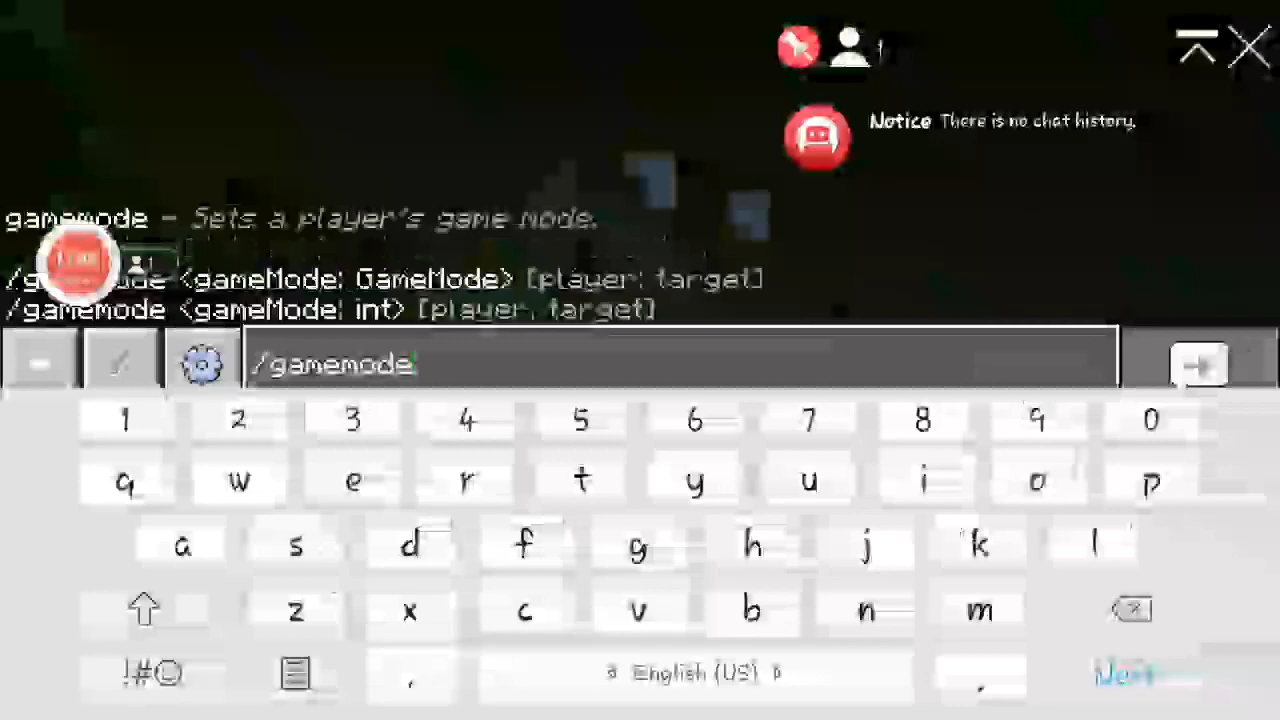 Notice There is no chat history.
gamemode - Sets a player's game mode.
<gameMode: GameMode> [player: target]
/gamemode <gameMode: int> [player: target]
/gamemode
1 2 3 4 5 6 7 8 9 0
q w e r t y u i o p
a s d f g h j k l
z x c v b n m
!#☺ , English (US) .
Next